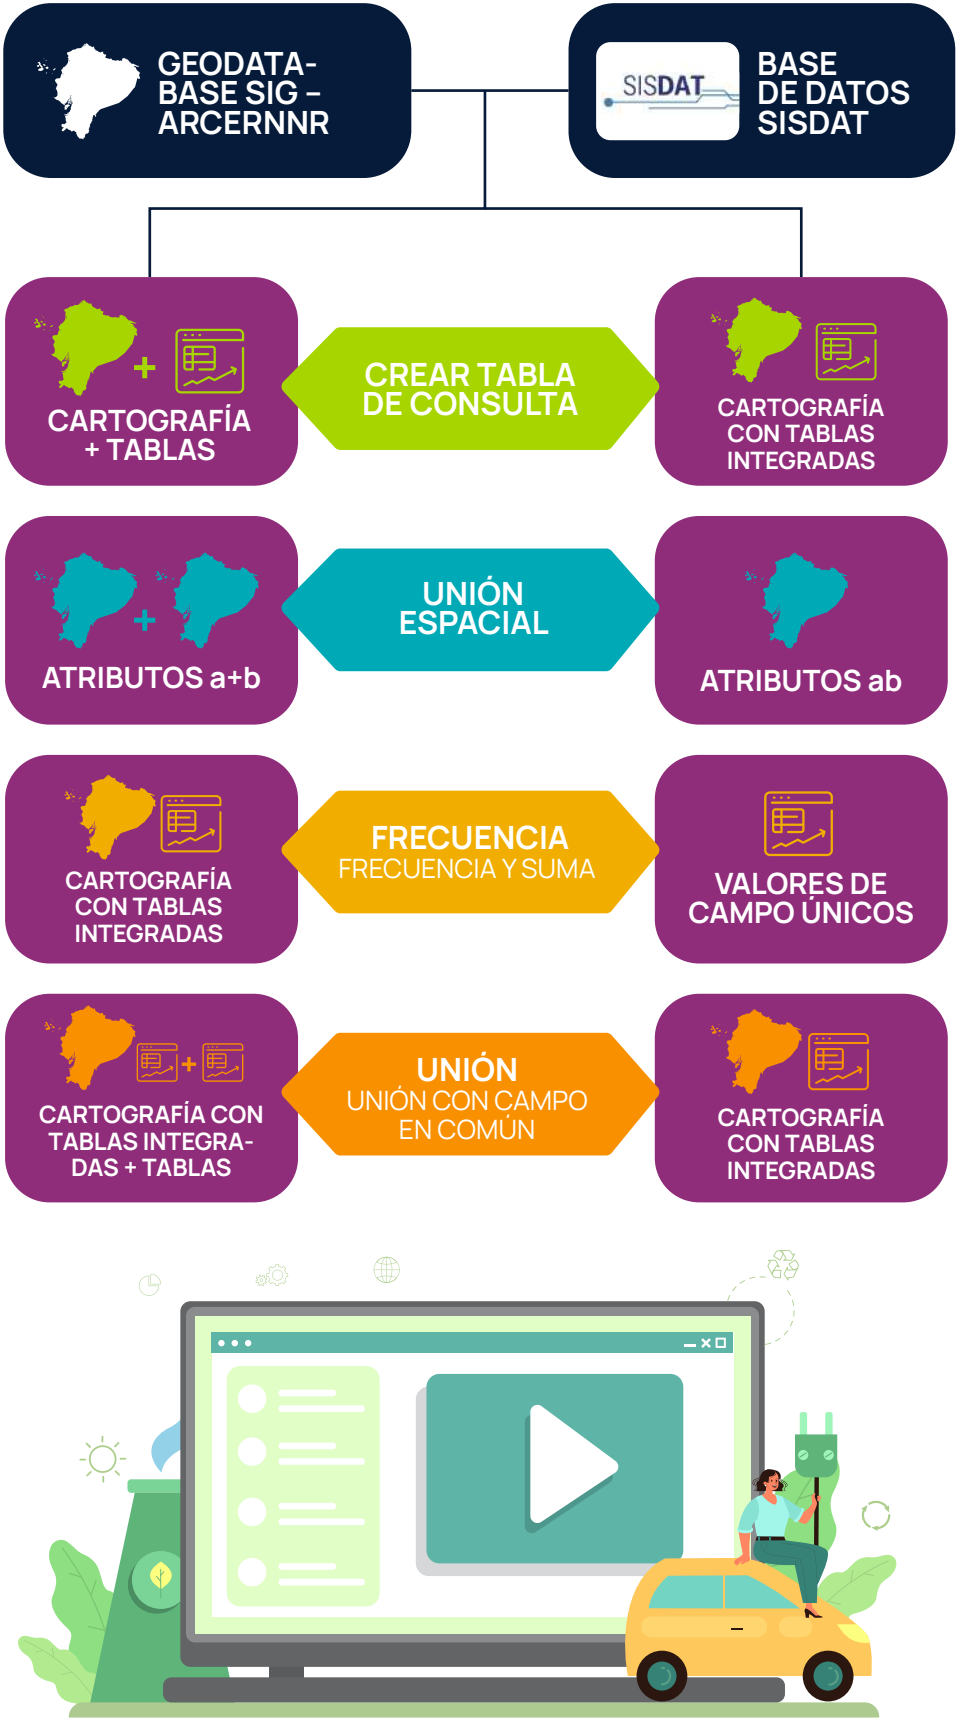 GEODATA-
BASE SIG –
ARCERNNR
SISDAT
BASE
DE DATOS
SISDAT
CARTOGRAFÍA
+ TABLAS
CREAR TABLA
DE CONSULTA
CARTOGRAFÍA
CON TABLAS
INTEGRADAS
ATRIBUTOS a+b
UNIÓN
ESPACIAL
ATRIBUTOS ab
CARTOGRAFÍA
CON TABLAS
INTEGRADAS
FRECUENCIA
FRECUENCIA Y SUMA
VALORES DE
CAMPO ÚNICOS
CARTOGRAFÍA CON
TABLAS INTEGRA-
DAS + TABLAS
UNIÓN
UNIÓN CON CAMPO
EN COMÚN
CARTOGRAFÍA
CON TABLAS
INTEGRADAS